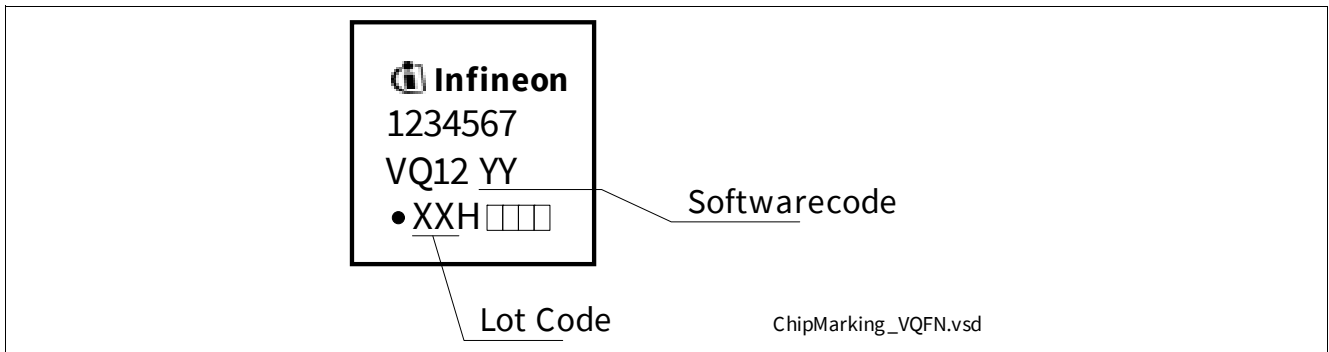 Infineon
1234567
VQ12 YY
Softwarecode
•XXH
Lot Code
ChipMarking_VQFN.vsd